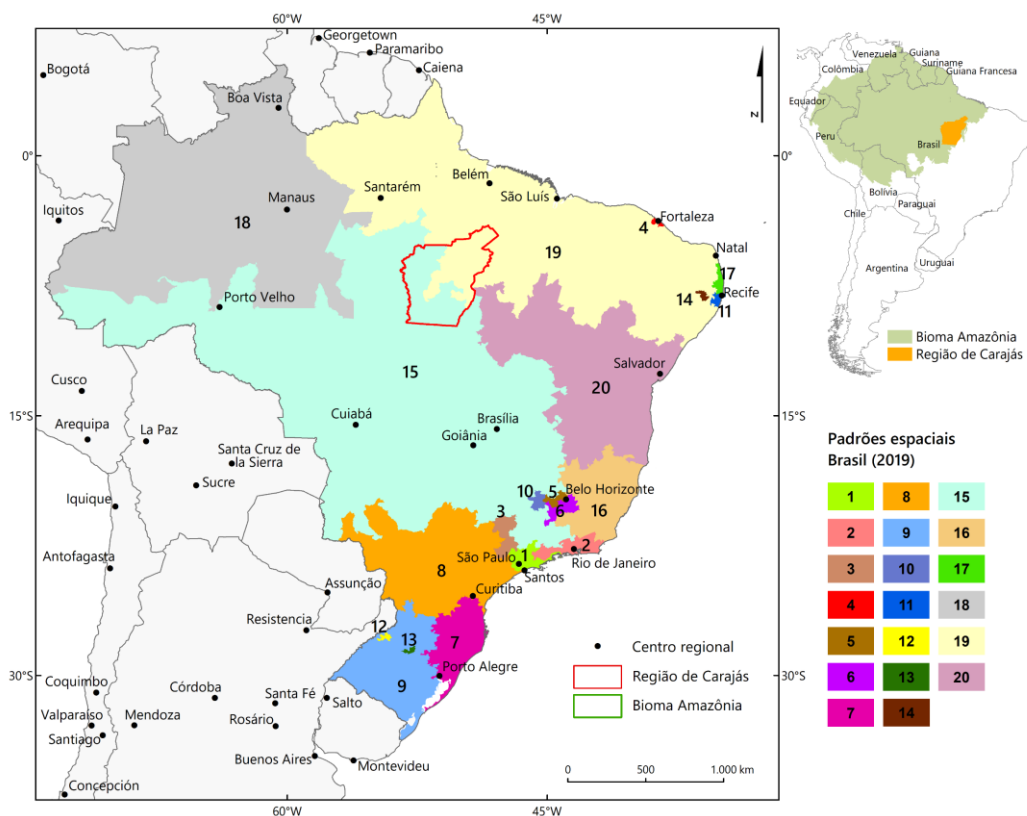 60°W
45°W
Georgetown
Paramaribo
Caiena
Bogotá
Boa Vista
N
0°
0°
Belém
Santarém
São Luís
Manaus
Iquitos
Fortaleza
18
4
19
Natal
17
Recife
14
11
Porto Velho
Salvador
15
20
Cusco
Cuiabá
Brasília
15°S
15°S
Arequipa
La Paz
Goiânia
Santa Cruz de
la Sierra
Sucre
10
5
Belo Horizonte
Iquique
6
16
3
São Paulo
1
2
Rio de Janeiro
Antofagasta
8
Santos
Assunção
Curitiba
Resistencia
12
13
7
Porto Alegre
30°S
30°S
9
Coquimbo
Córdoba
Santa Fé
Salto
Valparaíso
Mendoza
Rosário
Santiago
Buenos Aires
Montevideu
Concepción
60°W
45°W
Centro regional
Região de Carajás
Bioma Amazônia
0
500
1.000 km
Venezuela
Guiana
Suriname
Guiana Francesa
Colômbia
Equador
Peru
Brasil
Bolívia
Paraguai
Chile
Uruguai
Argentina
Bioma Amazônia
Região de Carajás
Padrões espaciais
Brasil (2019)
1 8 15
2 9 16
3 10 17
4 11 18
5 12 19
6 13 20
7 14